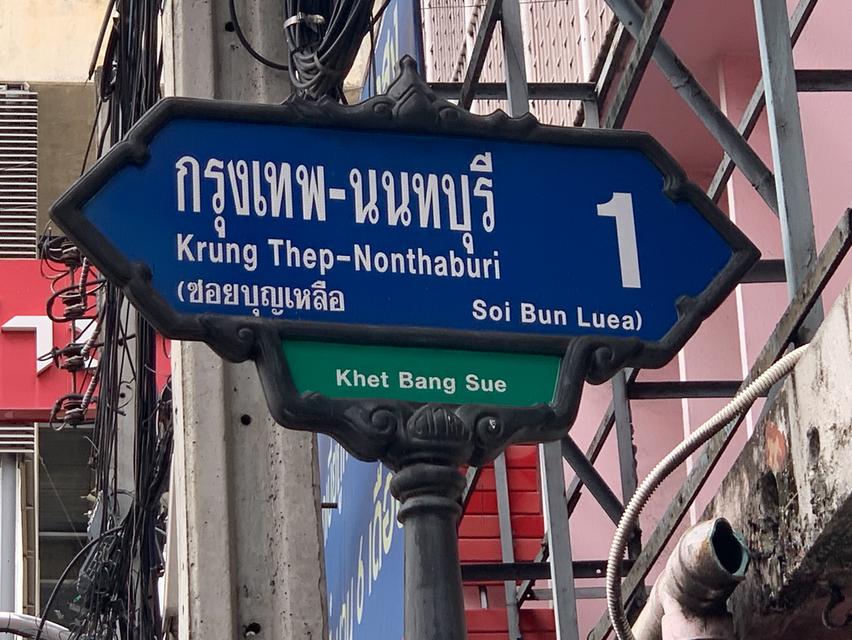 กรุงเทพ-นนทบุรี 1
Krung Thep-Nonthaburi
(ซอยบุญเหลือ Soi Bun Luea)
Khet Bang Sue